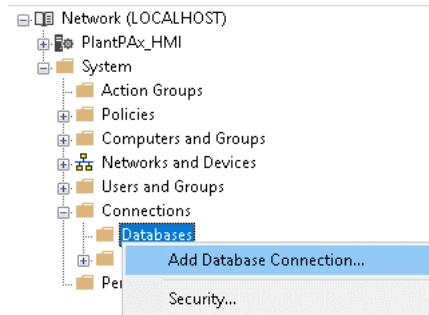 Network (LOCALHOST)
PlantPAx_HMI
System
Action Groups
Policies
Computers and Groups
Networks and Devices
Users and Groups
Connections
Databases
Add Database Connection...
Per
Security...